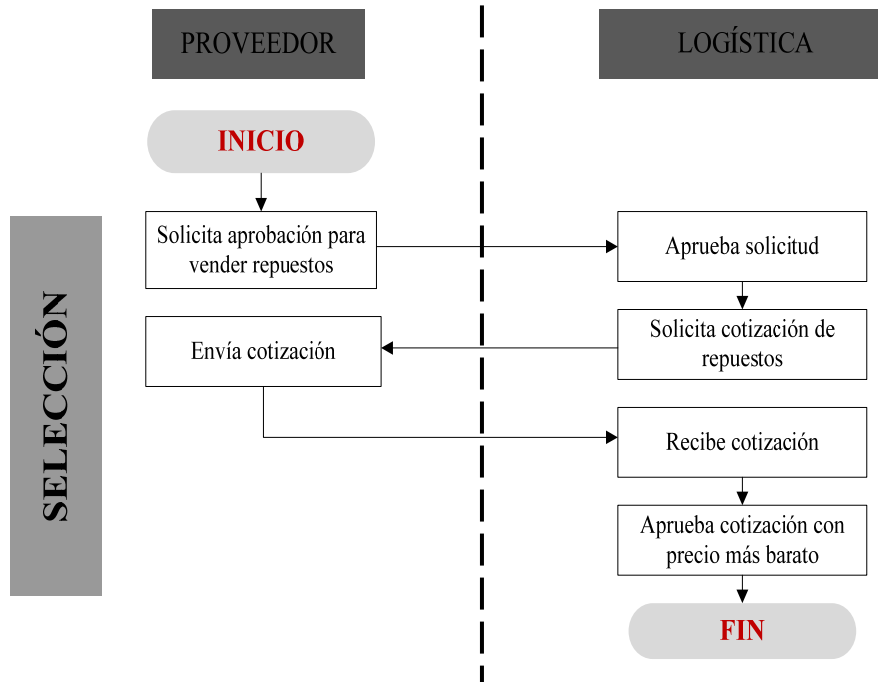 PROVEEDOR
LOGÍSTICA
INICIO
SELECCIÓN
Solicita aprobación para
vender repuestos
Aprueba solicitud
Solicita cotización de
repuestos
Envía cotización
Recibe cotización
Aprueba cotización con
precio más barato
FIN